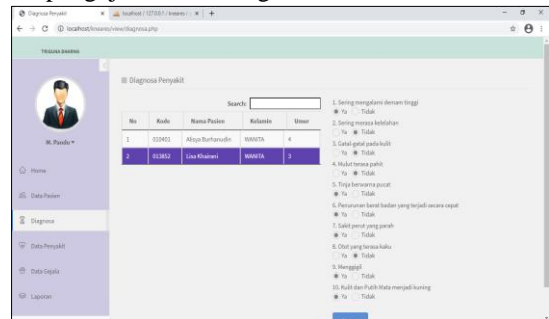 Diagnosa Penyakit
localhost / 127.0.0.1 / knears /
localhost/knears/view/diagnosa.php
TRIGUNA DHARMA
M. Pando
Home
Data Pasien
Diagnosa
Data Penyakit
Data Gejala
Laporan
Diagnosa Penyakit
Search:
No Kode Nama Pasien Kelamin Umur
1 010401 Alisya Burhanudin WANITA 4
2 013852 Lisa Khairani WANITA 3
1. Sering mengalami demam tinggi
Ya Tidak
2. Sering merasa kelelahan
Ya Tidak
3. Gatal-gatal pada kulit
Ya Tidak
4. Mulut terasa pahit
Ya Tidak
5. Tinja berwarna pucat
Ya Tidak
6. Penurunan berat badan yang terjadi secara cepat
Ya Tidak
7. Sakit perut yang parah
Ya Tidak
8. Otot yang terasa kaku
Ya Tidak
9. Menggigil
Ya Tidak
10. Kulit dan Putih Mata menjadi kuning
Ya Tidak